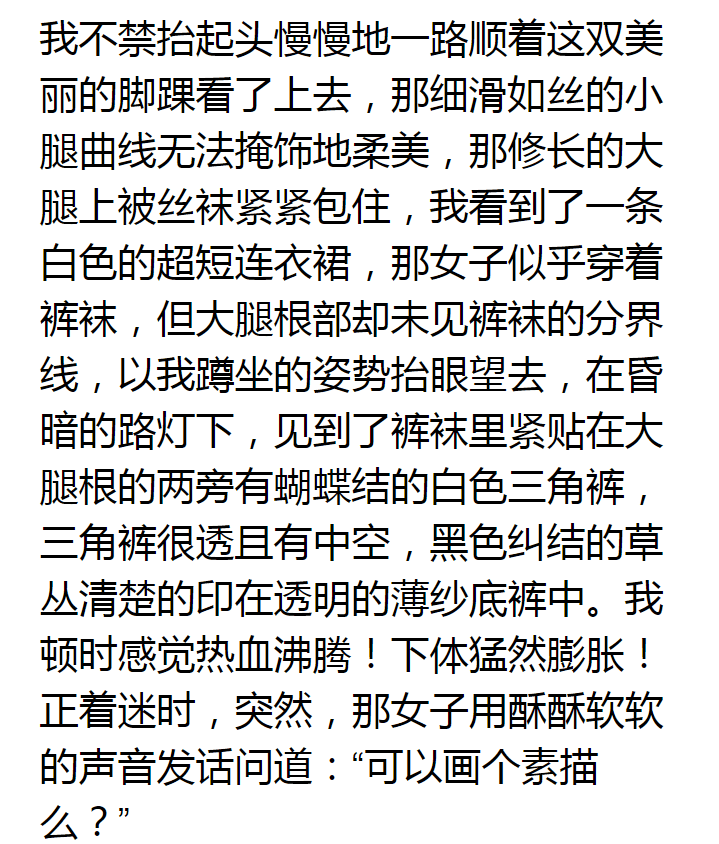 我不禁抬起头慢慢地一路顺着这双美
丽的脚踝看了上去，那细滑如丝的小
腿曲线无法掩饰地柔美，那修长的大
腿上被丝袜紧紧包住，我看到了一条
白色的超短连衣裙，那女子似乎穿着
裤袜，但大腿根部却未见裤袜的分界
线，以我蹲坐的姿势抬眼望去，在昏
暗的路灯下，见到了裤袜里紧贴在大
腿根的两旁有蝴蝶结的白色三角裤，
三角裤很透且有中空，黑色纠结的草
丛清楚的印在透明的薄纱底裤中。我
顿时感觉热血沸腾！下体猛然膨胀！
正着迷时，突然，那女子用酥酥软软
的声音发话问道：“可以画个素描
么？”